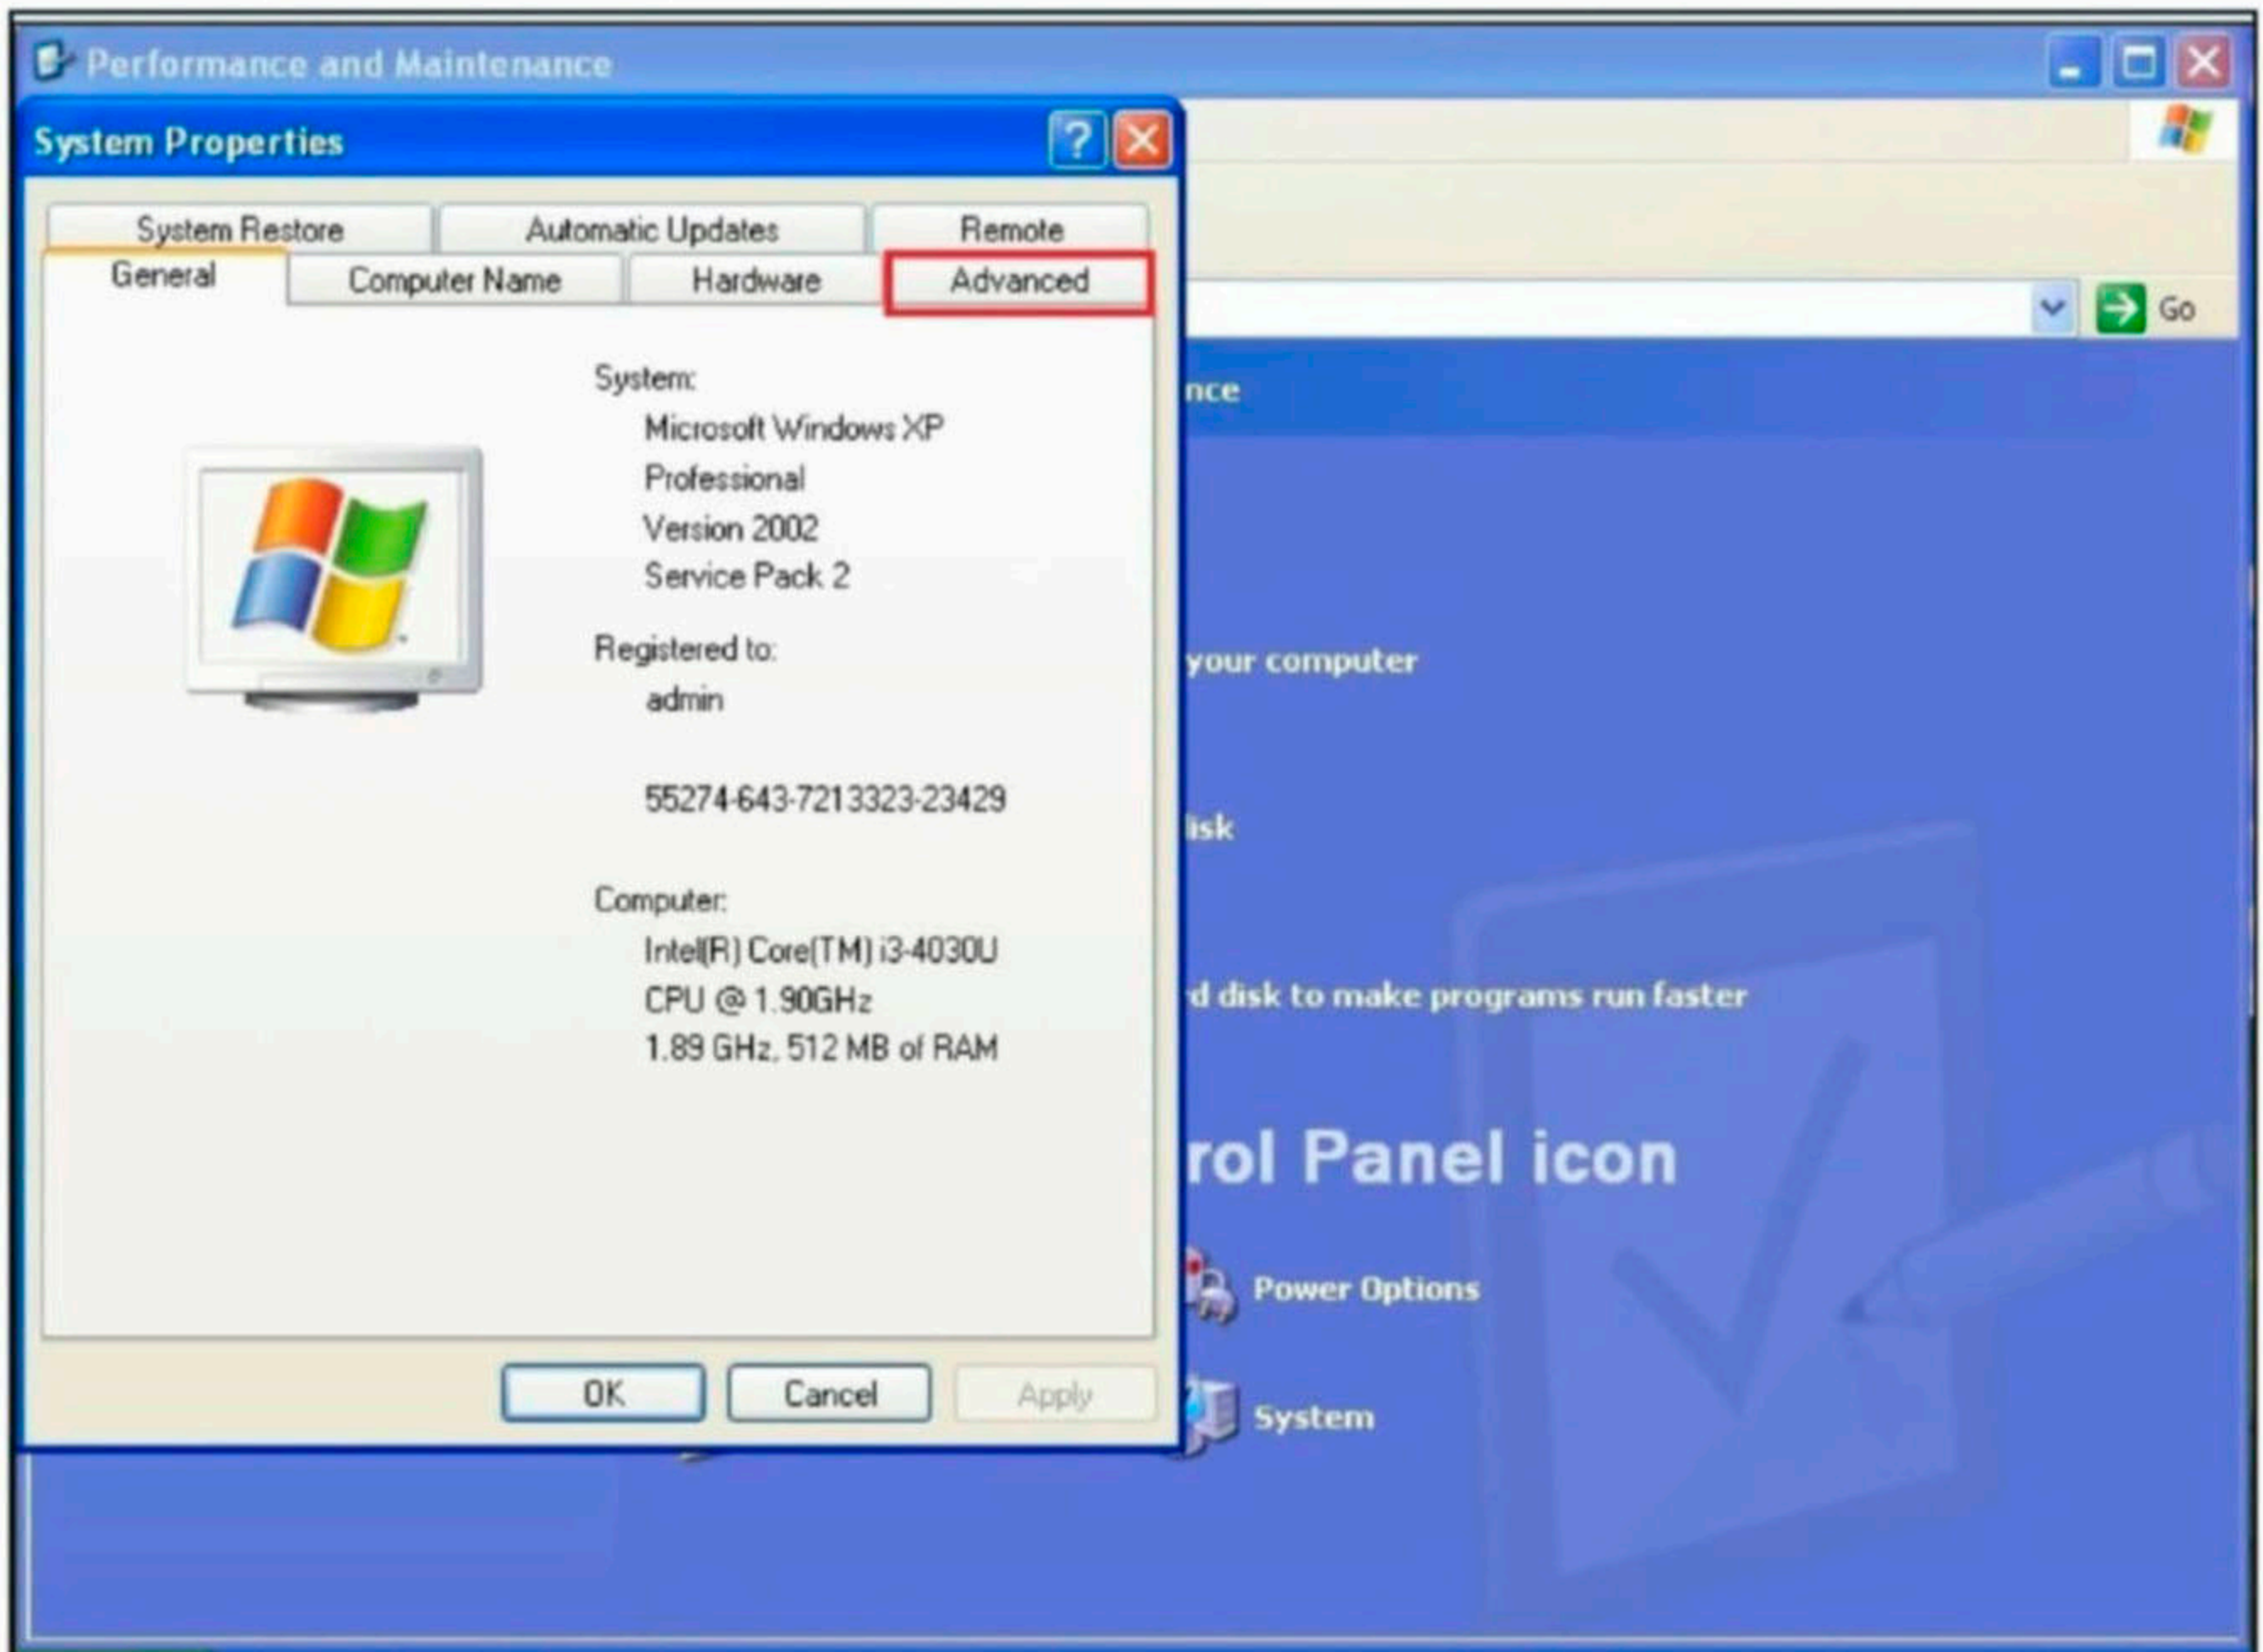 Performance and Maintenance
System Properties
System Restore Automatic Updates Remote
General Computer Name Hardware Advanced
Go
System:
Microsoft Windows XP
Professional
Version 2002
Service Pack 2
Registered to:
admin
55274-643-7213323-23429
Computer:
Intel(R) Core(TM) i3-4030U
CPU @ 1.90GHz
1.89 GHz, 512 MB of RAM
OK Cancel Apply
nce
your computer
isk
d disk to make programs run faster
rol Panel icon
Power Options
System